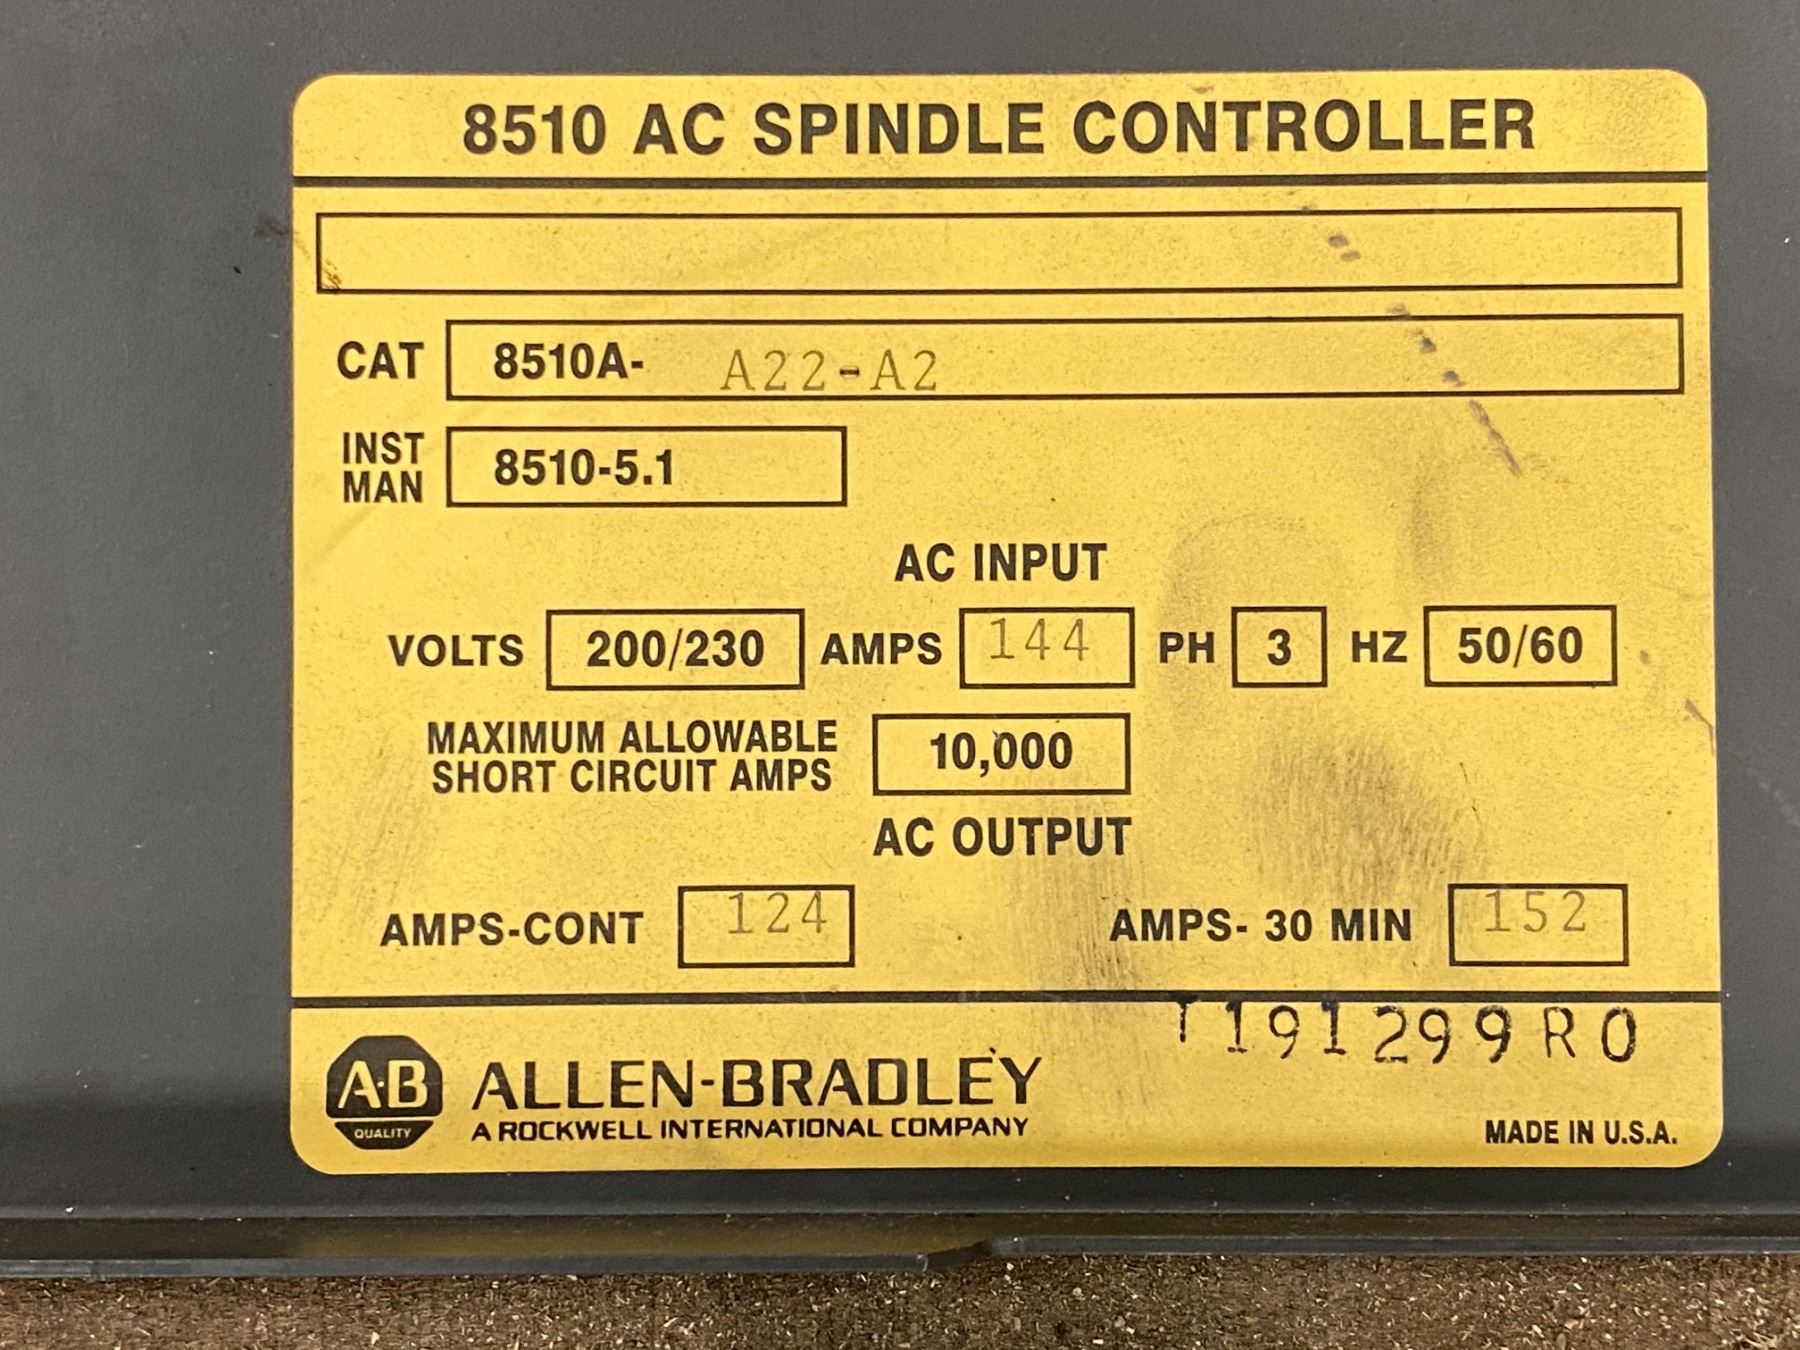 8510 AC SPINDLE CONTROLLER
CAT 8510A- A22-A2
INST MAN 8510-5.1
AC INPUT
VOLTS 200/230 AMPS 144 PH 3 HZ 50/60
MAXIMUM ALLOWABLE
SHORT CIRCUIT AMPS 10,000
AC OUTPUT
AMPS-CONT 124 AMPS- 30 MIN 152
T191299R0
A-B QUALITY
ALLEN-BRADLEY
A ROCKWELL INTERNATIONAL COMPANY
MADE IN U.S.A.